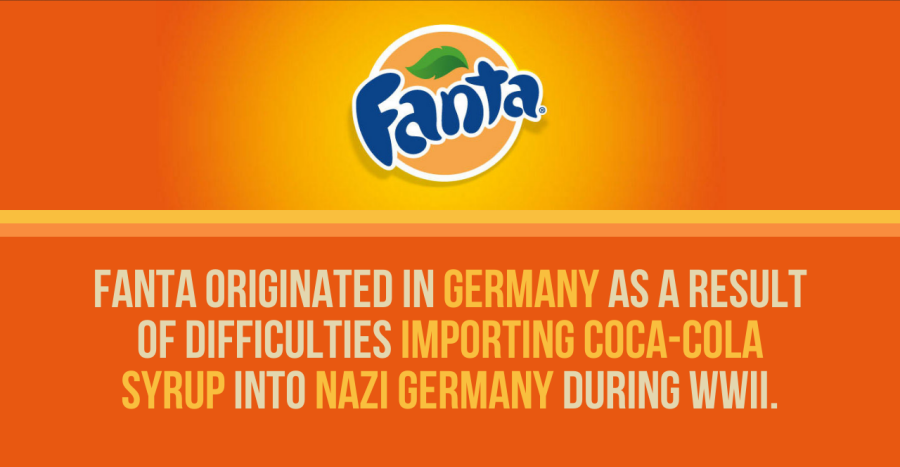 Fanta®
FANTA ORIGINATED IN GERMANY AS A RESULT
OF DIFFICULTIES IMPORTING COCA-COLA
SYRUP INTO NAZI GERMANY DURING WWII.